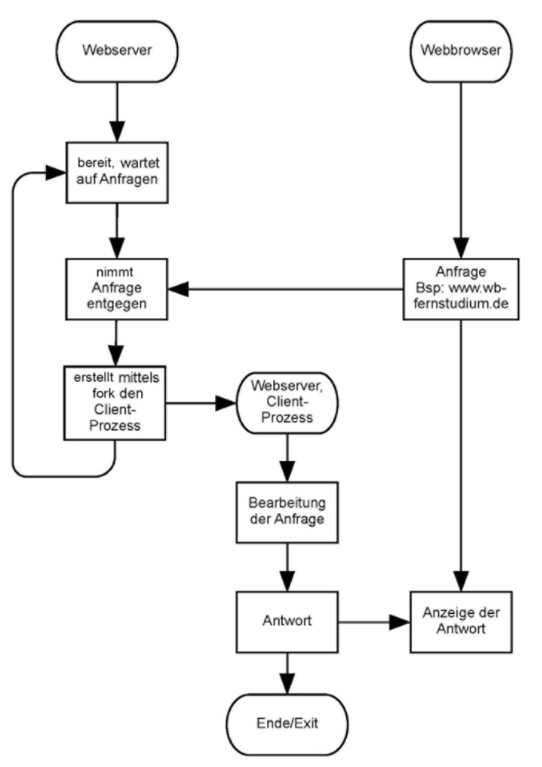 Webserver
Webbrowser
bereit, wartet
auf Anfragen
nimmt
Anfrage
entgegen
Anfrage
Bsp: www.wb-
fernstudium.de
erstellt mittels
fork den
Client-
Prozess
Webserver,
Client-
Prozess
Bearbeitung
der Anfrage
Antwort
Anzeige der
Antwort
Ende/Exit